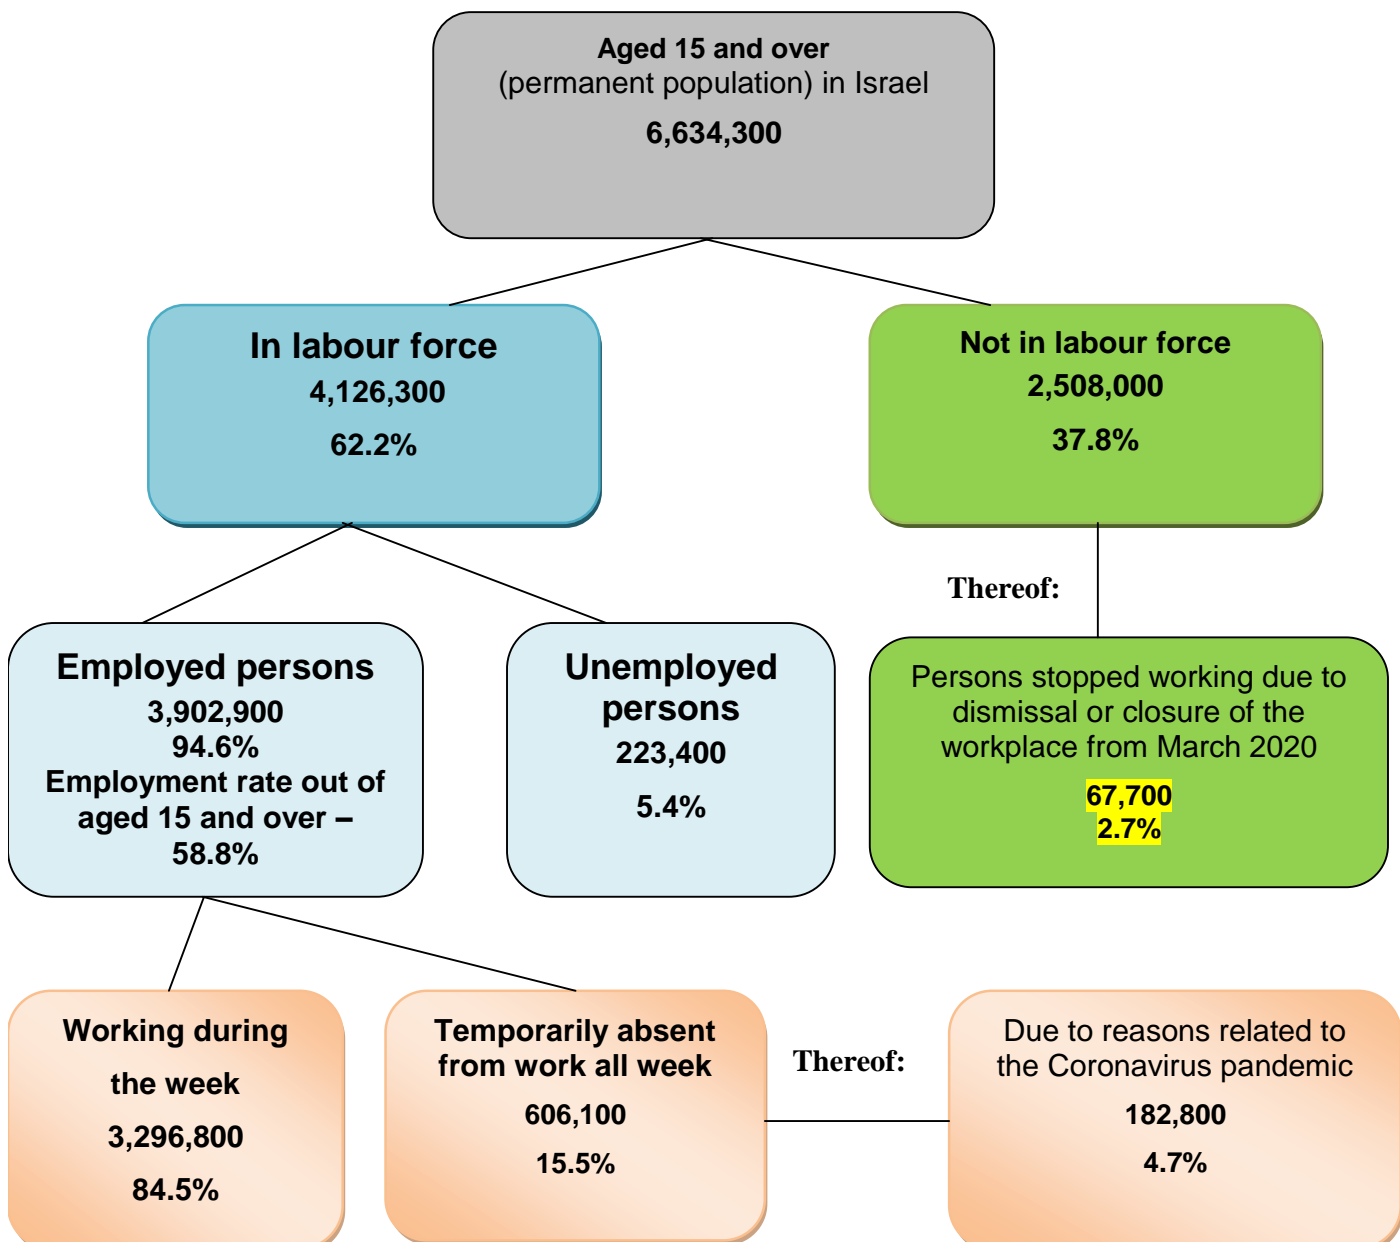 Aged 15 and over
(permanent population) in Israel
6,634,300
In labour force
4,126,300
62.2%
Not in labour force
2,508,000
37.8%
Thereof:
Employed persons
3,902,900
94.6%
Employment rate out of
aged 15 and over –
58.8%
Unemployed
persons
223,400
5.4%
Persons stopped working due to
dismissal or closure of the
workplace from March 2020
67,700
2.7%
Working during
the week
3,296,800
84.5%
Temporarily absent
from work all week
606,100
15.5%
Thereof:
Due to reasons related to
the Coronavirus pandemic
182,800
4.7%